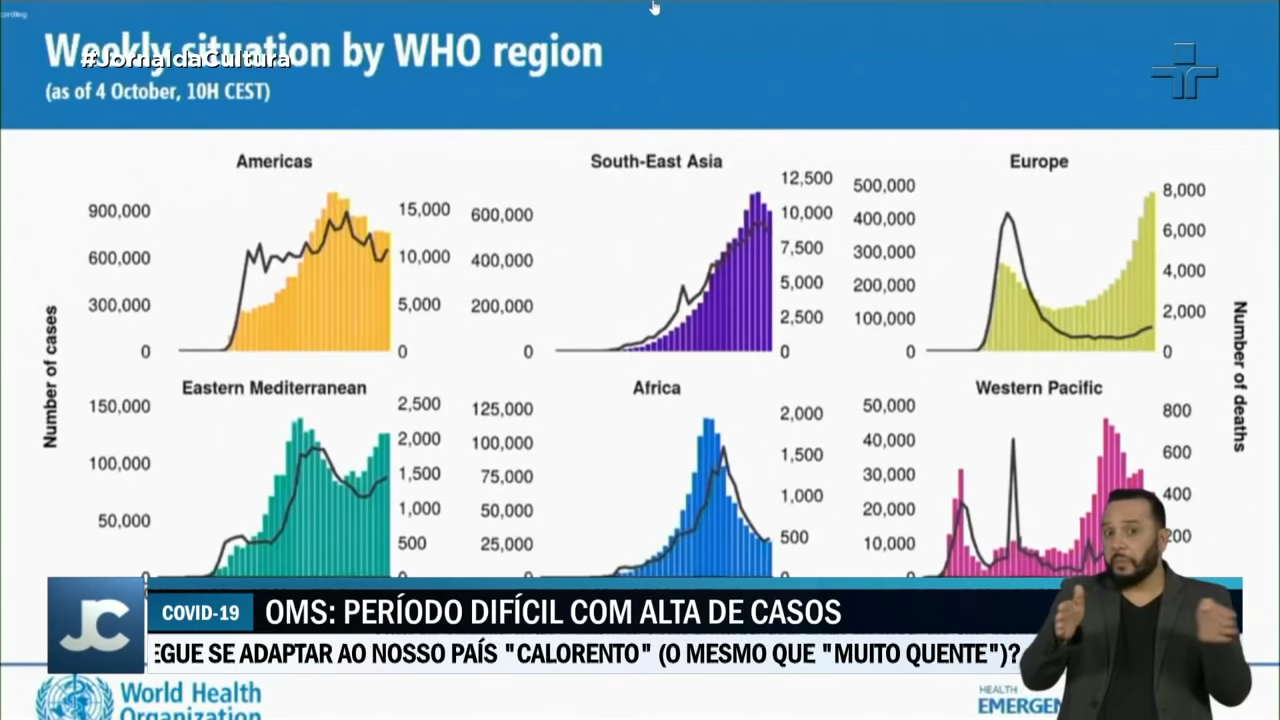 Weekly situation by WHO region
#JornaldaCultura
(as of 4 October, 10H CEST)
Americas
900,000
600,000
300,000
0
15,000
10,000
5,000
0
South-East Asia
600,000
400,000
200,000
0
12,500
10,000
7,500
5,000
2,500
0
Europe
500,000
400,000
300,000
200,000
100,000
0
8,000
6,000
4,000
2,000
0
Number of cases
Number of deaths
Eastern Mediterranean
150,000
100,000
50,000
2,500
2,000
1,500
1,000
500
Africa
125,000
100,000
75,000
50,000
25,000
2,000
1,500
1,000
500
Western Pacific
50,000
40,000
30,000
20,000
10,000
800
600
400
200
JC
COVID-19
OMS: PERÍODO DIFÍCIL COM ALTA DE CASOS
EGUE SE ADAPTAR AO NOSSO PAÍS "CALORENTO" (O MESMO QUE "MUITO QUENTE")?
World Health
Organization
HEALTH
EMERGEN